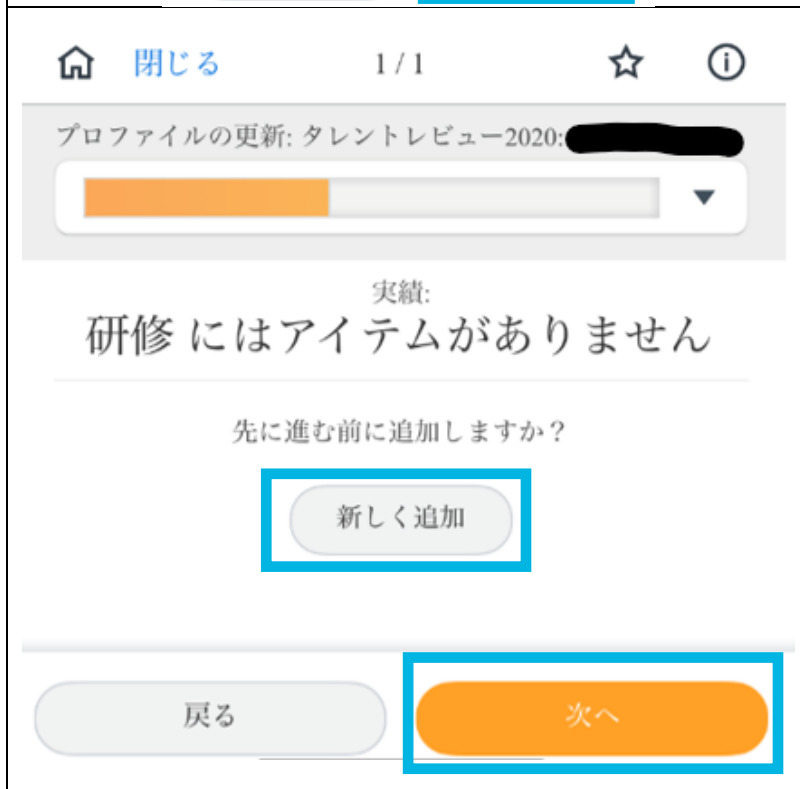 閉じる 1 / 1
プロファイルの更新: タレントレビュー2020:
実績:
研修 にはアイテムがありません
先に進む前に追加しますか？
新しく追加
戻る 次へ